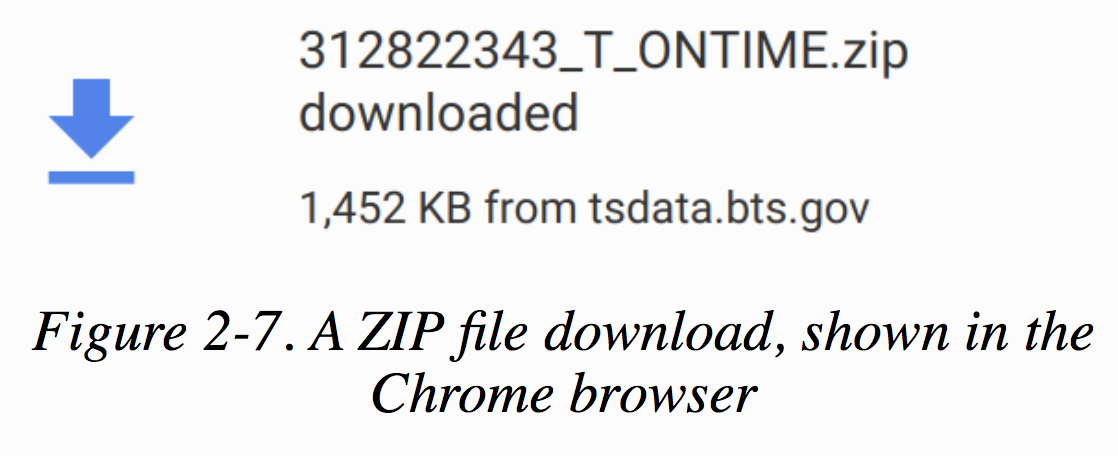 312822343_T_ONTIME.zip
downloaded
1,452 KB from tsdata.bts.gov
Figure 2-7. A ZIP file download, shown in the
Chrome browser